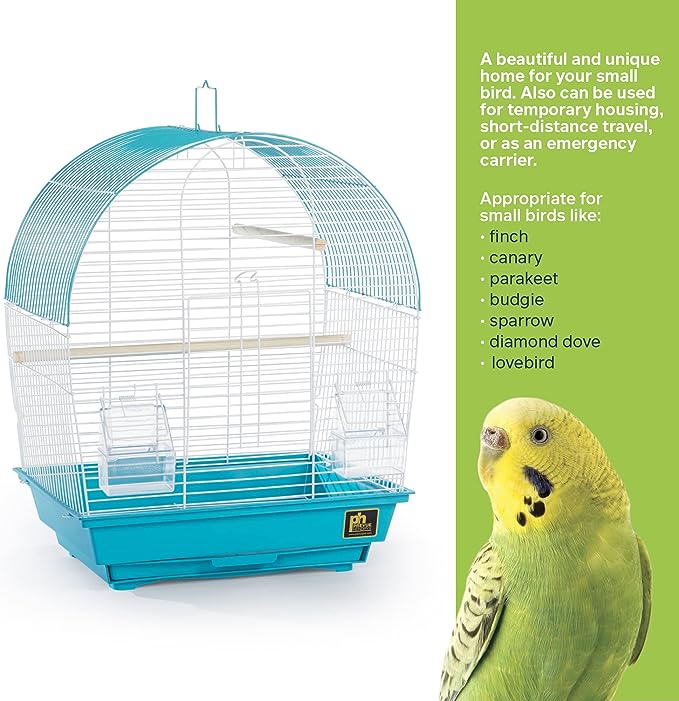 A beautiful and unique
home for your small
bird. Also can be used
for temporary housing,
short-distance travel,
or as an emergency
carrier.
Appropriate for
small birds like:
· finch
· canary
· parakeet
· budgie
· sparrow
· diamond dove
· lovebird
ph